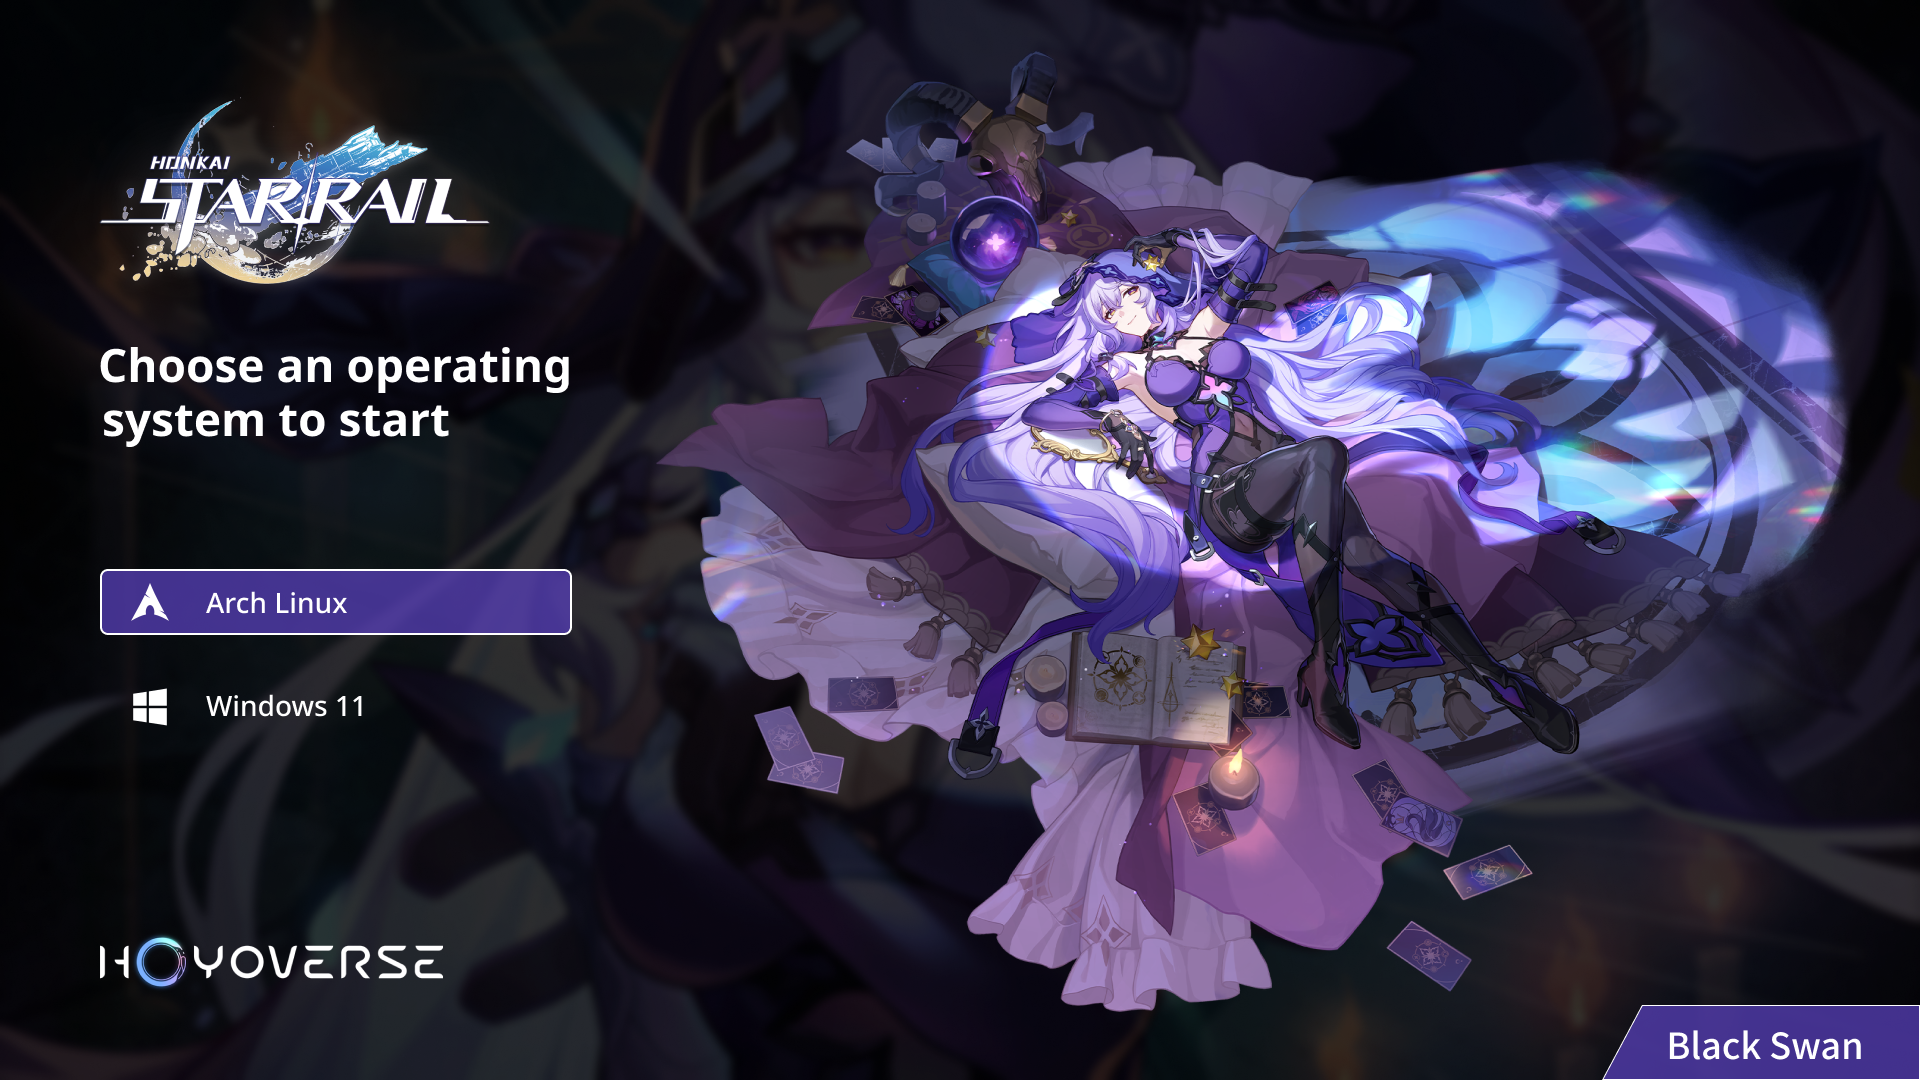 HONKAI
STAR RAIL
Choose an operating
system to start
Arch Linux
Windows 11
HOYOVERSE
Black Swan